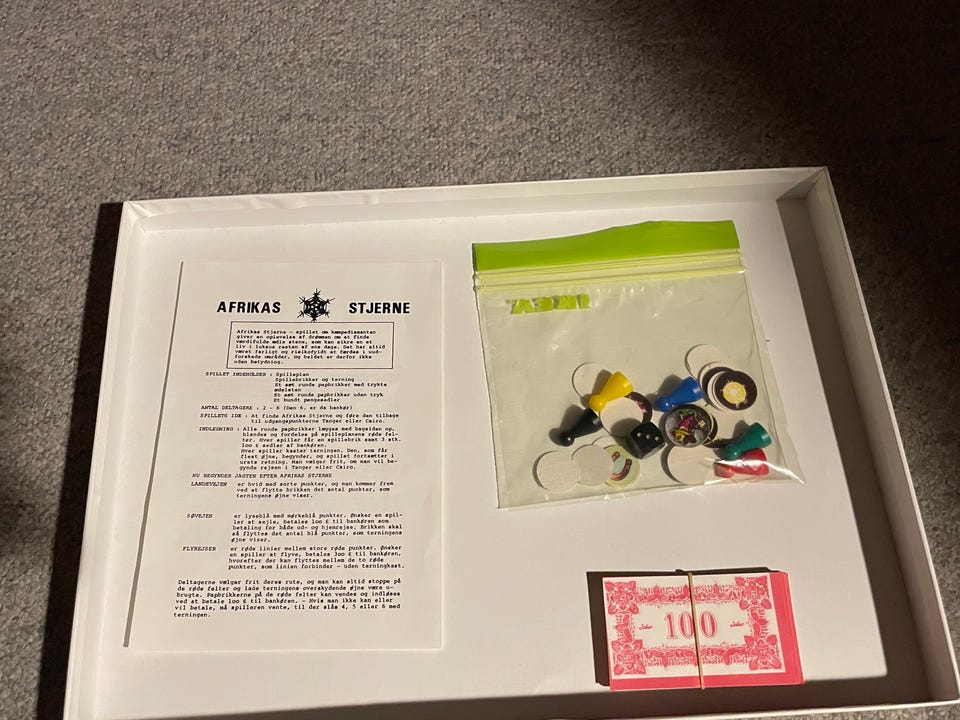 AFRIKAS STJERNE
Afrikas Stjerne - spillet om kæmpediamanten
giver en oplevelse af drømmen om at finde
værdifulde ædle stene, som kan sikre en et
liv i luksus resten af ens dage. Det har altid
været farligt og risikofyldt at færdes i uud-
forskede områder, og heldet er derfor ikke
uden betydning.
SPILLET INDEHOLDER : Spilleplan
Spillebrikker og terning
Et sæt runde papbrikker med trykte
ædelsten
Et sæt runde papbrikker uden tryk
Et bundt pengesedler
ANTAL DELTAGERE : 2 - 6 (Den 6. er da bankør)
SPILLETS IDE : At finde Afrikas Stjerne og føre den tilbage
til udgangspunkterne Tanger eller Cairo.
INDLEDNING : Alle runde papbrikker lægges med bagsiden op,
blandes og fordeles på spilleplanens røde fel-
ter. Hver spiller får en spillebrik samt 3 stk.
100 £ sedler af bankøren.
Hver spiller kaster terningen. Den, som får
flest øjne, begynder, og spillet fortsætter i
urets retning. Man vælger frit, om man vil be-
gynde rejsen i Tanger eller Cairo.
NU BEGYNDER JAGTEN EFTER AFRIKAS STJERNE
LANDEVEJEN er hvid med sorte punkter, og man kommer frem
ved at flytte brikken det antal punkter, som
terningens øjne viser.
SØVEJEN er lyseblå med mørkeblå punkter. Ønsker en spil-
ler at sejle, betales 100 £ til bankøren som
betaling for både ud- og hjemrejse. Brikken skal
så flyttes det antal blå punkter, som terningens
øjne viser.
FLYREJSER er røde linier mellem store røde punkter. Ønsker
en spiller at flyve, betales 300 £ til bankøren,
hvorefter der kan flyttes mellem de to røde
punkter, som linien forbinder - uden terningkast.
Deltagerne vælger frit deres rute, og man kan altid stoppe på
de røde felter og lade terningens overskydende øjne være u-
brugte. Papbrikkerne på de røde felter kan vendes og indløses
ved at betale 100 £ til bankøren. - Hvis man ikke kan eller
vil betale, må spilleren vente, til der slås 4, 5 eller 6 med
terningen.
IKEA
100